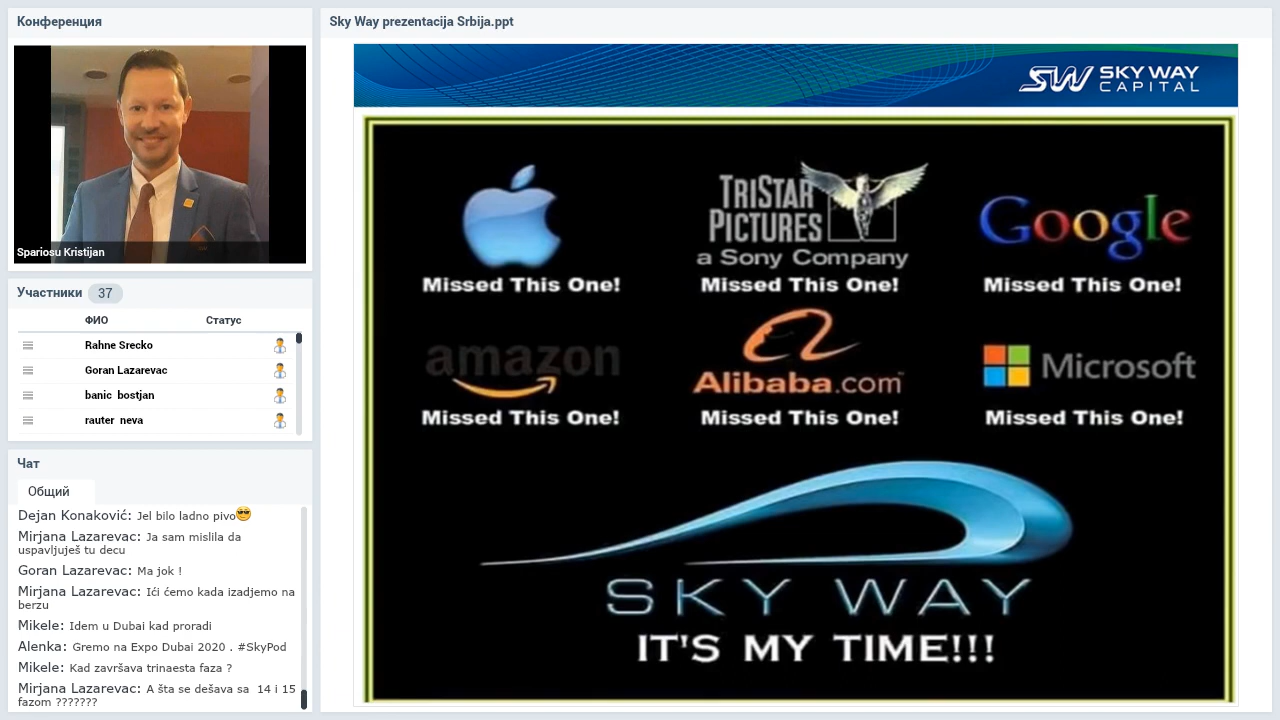 Конференция
Spariosu Kristijan
Участники 37
ФИО Статус
Rahne Srecko
Goran Lazarevac
banic bostjan
rauter neva
Чат
Общий
Dejan Konaković: Jel bilo ladno pivo
Mirjana Lazarevac: Ja sam mislila da
uspavljuješ tu decu
Goran Lazarevac: Ma jok !
Mirjana Lazarevac: Ići ćemo kada izadjemo na
berzu
Mikele: Idem u Dubai kad proradi
Alenka: Gremo na Expo Dubai 2020 . #SkyPod
Mikele: Kad završava trinaesta faza ?
Mirjana Lazarevac: A šta se dešava sa 14 i 15
fazom ???????
Sky Way prezentacija Srbija.ppt
SW SKY WAY
CAPITAL
TRISTAR
PICTURES
a Sony Company
Google
Missed This One! Missed This One! Missed This One!
amazon Alibaba.com Microsoft
Missed This One! Missed This One! Missed This One!
SKY WAY
IT'S MY TIME!!!